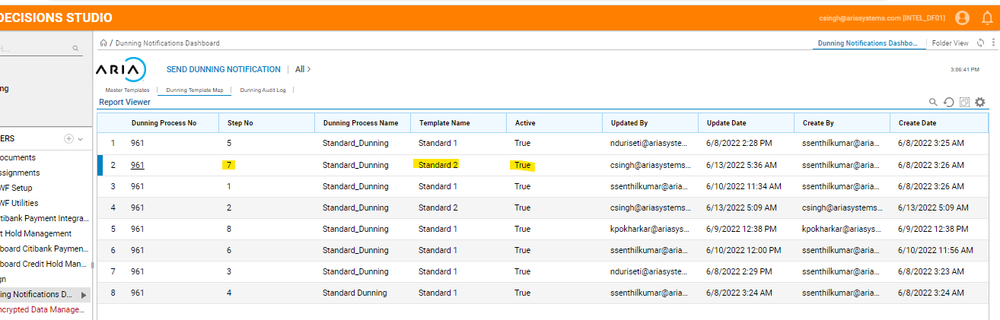 DECISIONS STUDIO
csingh@ariasystems.com [INTEL_DF01]
/ Dunning Notifications Dashboard
Dunning Notifications Dashbo...
Folder View
ARIA
SEND DUNNING NOTIFICATION | All >
3:06:41 PM
Master Templates | Dunning Template Map | Dunning Audit Log |
Report Viewer
Dunning Process No Step No Dunning Process Name Template Name Active Updated By Update Date Create By Create Date
1 961 5 Standard_Dunning Standard 1 True nduriseti@ariasyste... 6/8/2022 2:28 PM ssenthilkumar@aria... 6/8/2022 3:25 AM
2 961 7 Standard_Dunning Standard 2 True csingh@ariasystems... 6/13/2022 5:36 AM ssenthilkumar@aria... 6/8/2022 3:26 AM
3 961 1 Standard_Dunning Standard 1 True ssenthilkumar@aria... 6/10/2022 11:34 AM ssenthilkumar@aria... 6/8/2022 3:26 AM
4 961 2 Standard_Dunning Standard 2 True csingh@ariasystems... 6/13/2022 5:09 AM csingh@ariasystems... 6/13/2022 5:09 AM
5 961 8 Standard_Dunning Standard 1 True kpokharkar@ariasys... 6/9/2022 12:38 PM kpokharkar@ariasys... 6/9/2022 12:38 PM
6 961 6 Standard_Dunning Standard 1 True ssenthilkumar@aria... 6/10/2022 12:00 PM ssenthilkumar@aria... 6/10/2022 11:56 AM
7 961 3 Standard_Dunning Standard 1 True nduriseti@ariasyste... 6/8/2022 2:29 PM ssenthilkumar@aria... 6/8/2022 3:23 AM
8 961 4 Standard Dunning Standard 1 True ssenthilkumar@aria... 6/8/2022 3:24 AM ssenthilkumar@aria... 6/8/2022 3:24 AM
ng
ERS
ocuments
ssignments
WF Setup
WF Utilities
itibank Payment Integra...
t Hold Management
board Citibank Paymen...
board Credit Hold Man...
gn
ing Notifications D...
ncrypted Data Manage...